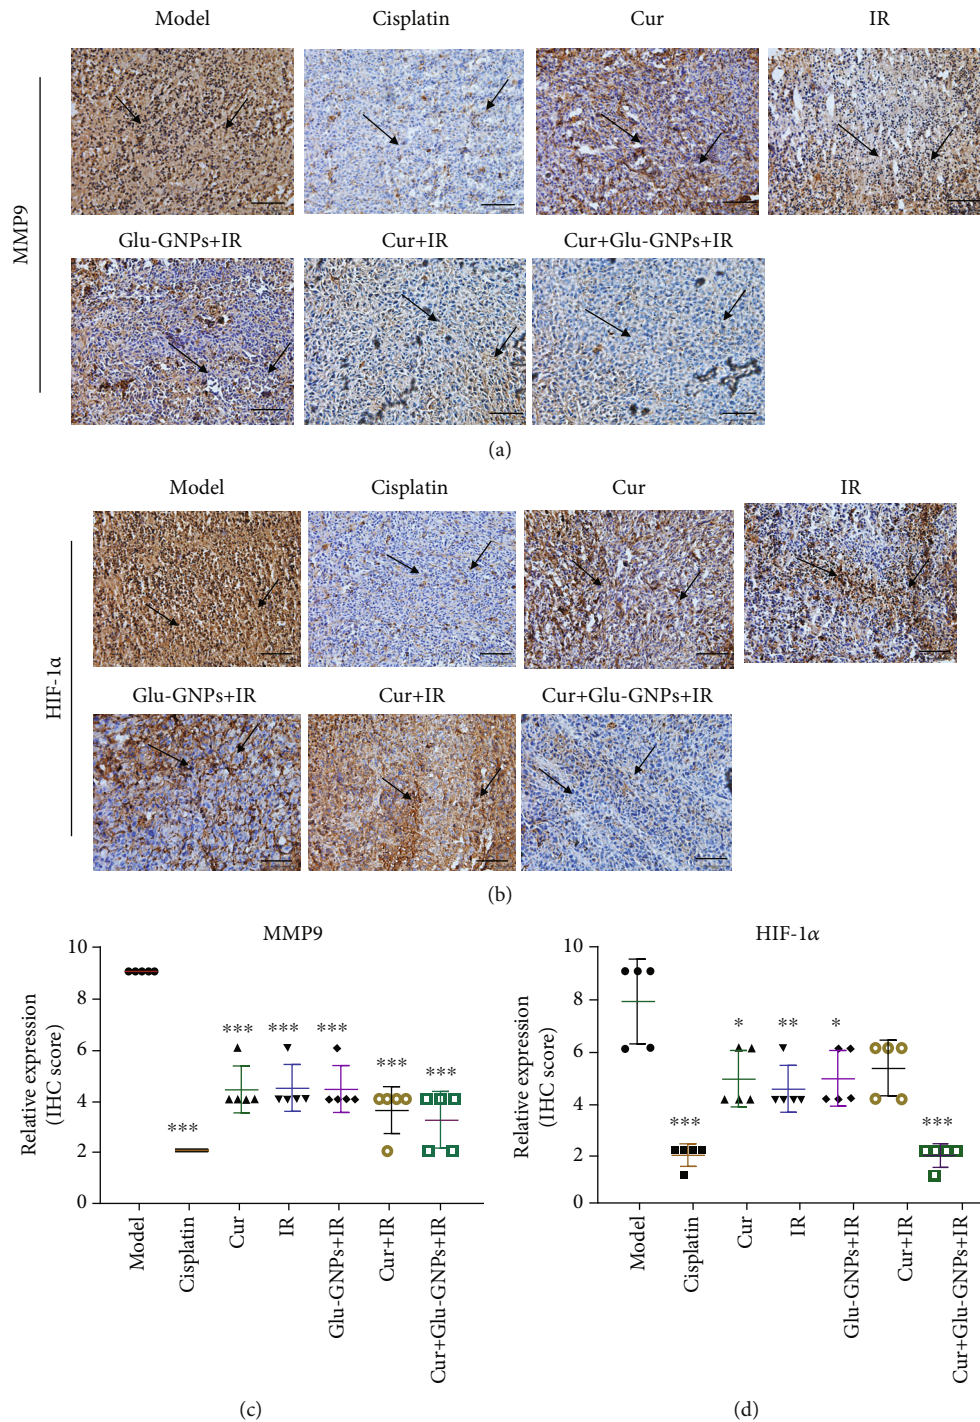 Model Cisplatin Cur IR
MMP9
Glu-GNPs+IR Cur+IR Cur+Glu-GNPs+IR
(a)
Model Cisplatin Cur IR
HIF-1α
Glu-GNPs+IR Cur+IR Cur+Glu-GNPs+IR
(b)
MMP9
Relative expression
(IHC score)
10
8
6
4
2
0
***
***
***
***
***
***
Model
Cisplatin
Cur
IR
Glu-GNPs+IR
Cur+IR
Cur+Glu-GNPs+IR
(c)
HIF-1α
Relative expression
(IHC score)
10
8
6
4
2
0
***
*
**
*
***
Model
Cisplatin
Cur
IR
Glu-GNPs+IR
Cur+IR
Cur+Glu-GNPs+IR
(d)